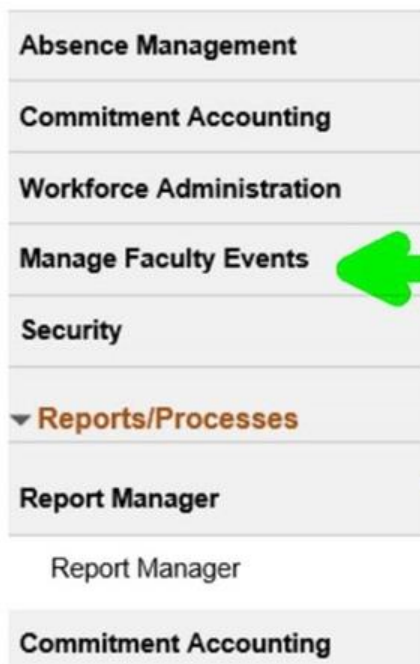 Absence Management
Commitment Accounting
Workforce Administration
Manage Faculty Events
Security
Reports/Processes
Report Manager
Report Manager
Commitment Accounting